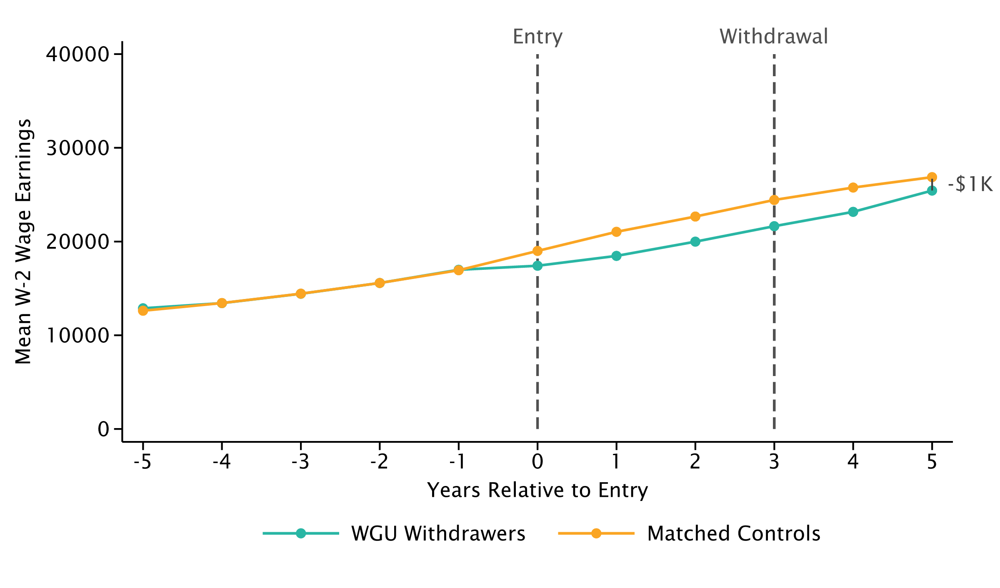 Entry
Withdrawal
40000
30000
20000
10000
0
Mean W-2 Wage Earnings
-$1K
-5
-4
-3
-2
-1
0
1
2
3
4
5
Years Relative to Entry
WGU Withdrawers
Matched Controls